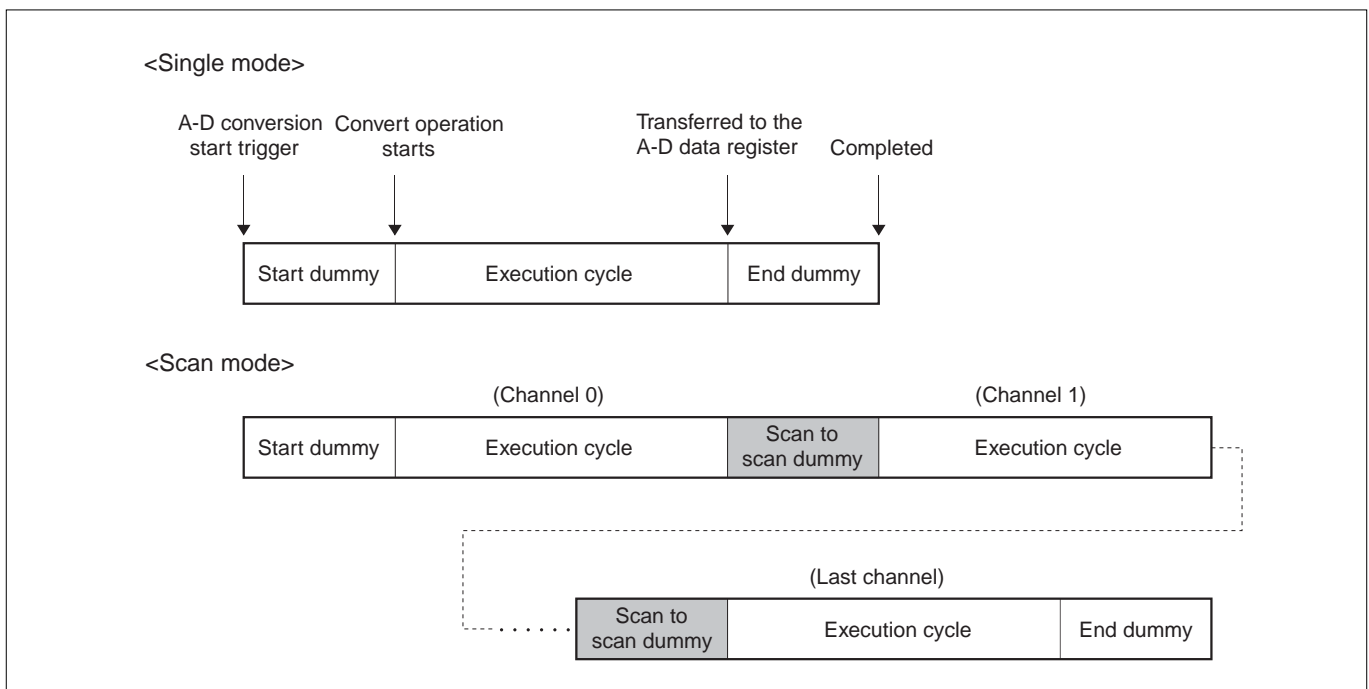 <Single mode>
A-D conversion
start trigger
Convert operation
starts
Transferred to the
A-D data register
Completed
Start dummy
Execution cycle
End dummy
<Scan mode>
(Channel 0)
(Channel 1)
Start dummy
Execution cycle
Scan to
scan dummy
Execution cycle
(Last channel)
Scan to
scan dummy
Execution cycle
End dummy